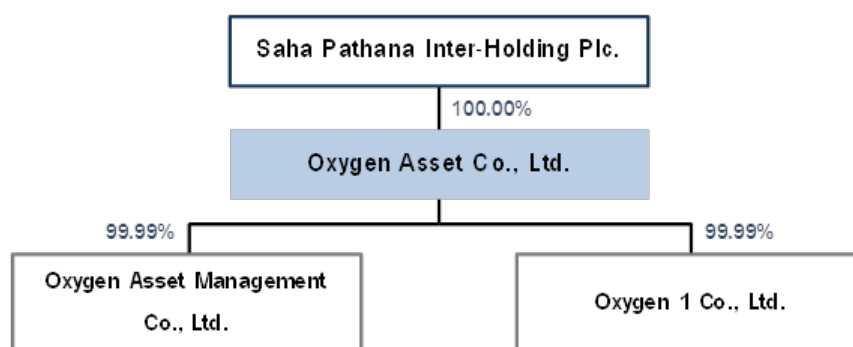 Saha Pathana Inter-Holding Plc.
100.00%
Oxygen Asset Co., Ltd.
99.99%
99.99%
Oxygen Asset Management
Co., Ltd.
Oxygen 1 Co., Ltd.